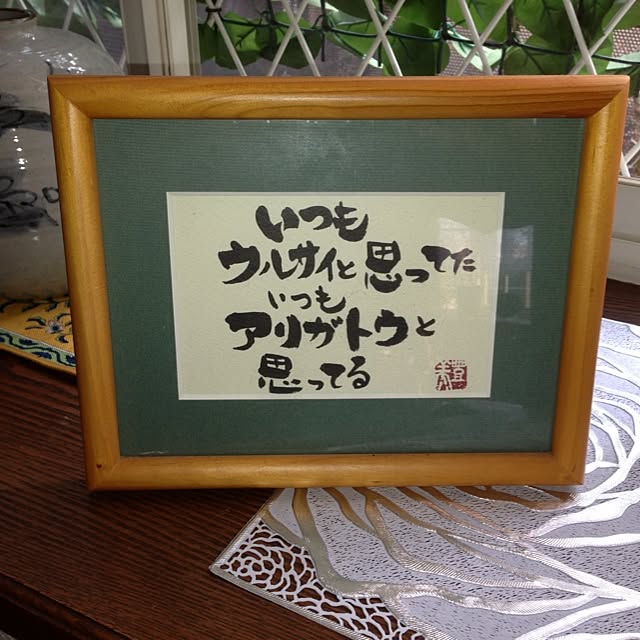 いつも
ウルサイと思ってた
いつも
アリガトウと
思ってる